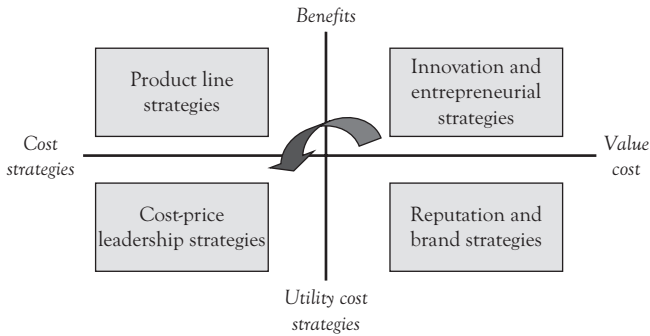 Benefits
Product line
strategies
Innovation and
entrepreneurial
strategies
Cost
strategies
Value
cost
Cost-price
leadership strategies
Reputation and
brand strategies
Utility cost
strategies